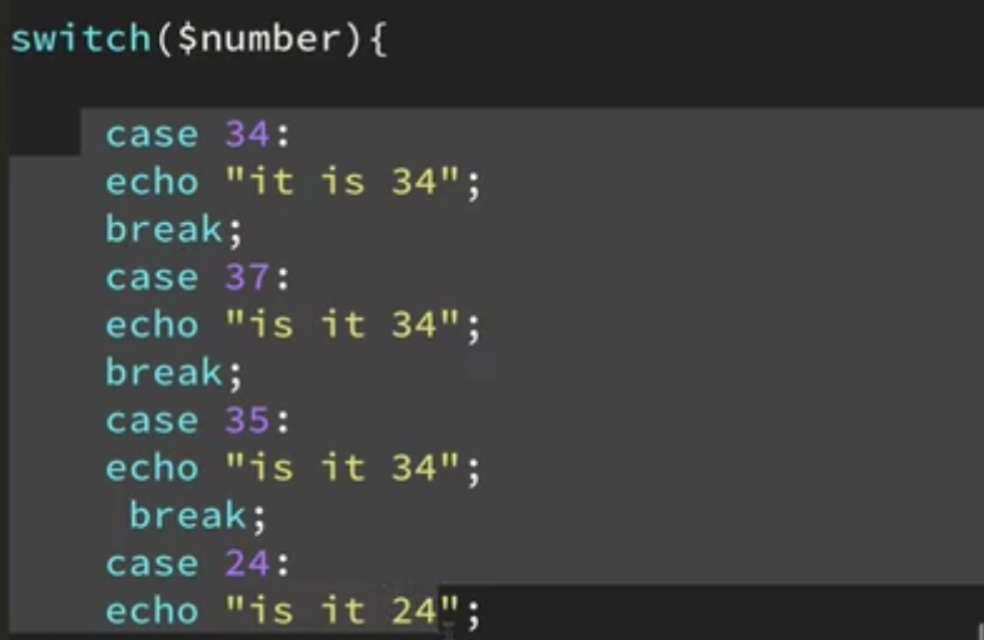 switch($number){
case 34:
echo "it is 34";
break;
case 37:
echo "is it 34";
break;
case 35:
echo "is it 34";
break;
case 24:
echo "is it 24";